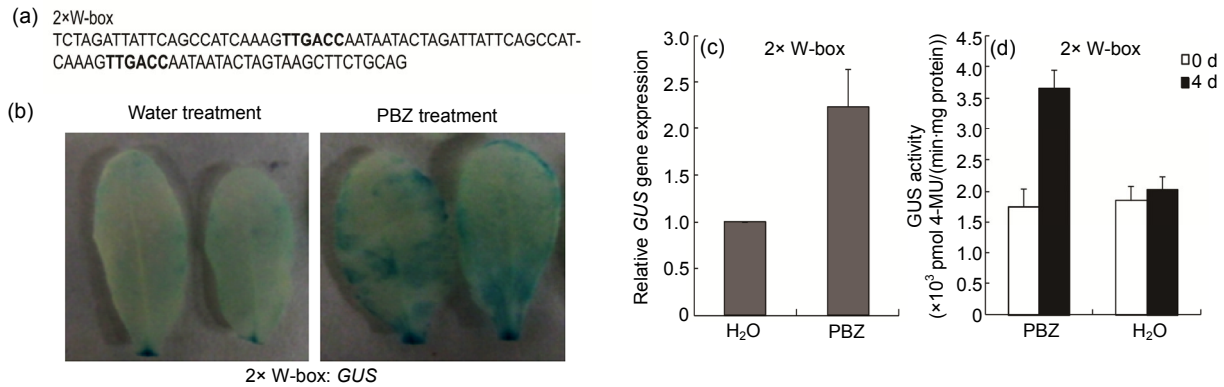 (a)
2×W-box
TCTAGATTATTCAGCCATCAAAGTTGACCAATAATACTAGATTATTCAGCCAT-
CAAAGTTGACCAATAATACTAGTAAGCTTCTGCAG
(b)
Water treatment
PBZ treatment
2× W-box: GUS
(c)
2× W-box
Relative GUS gene expression
3.0
2.5
2.0
1.5
1.0
0.5
0
H₂O
PBZ
(d)
2× W-box
0 d
4 d
GUS activity
(×10³ pmol 4-MU/(min·mg protein))
4.5
4.0
3.5
3.0
2.5
2.0
1.5
1.0
0.5
0
PBZ
H₂O